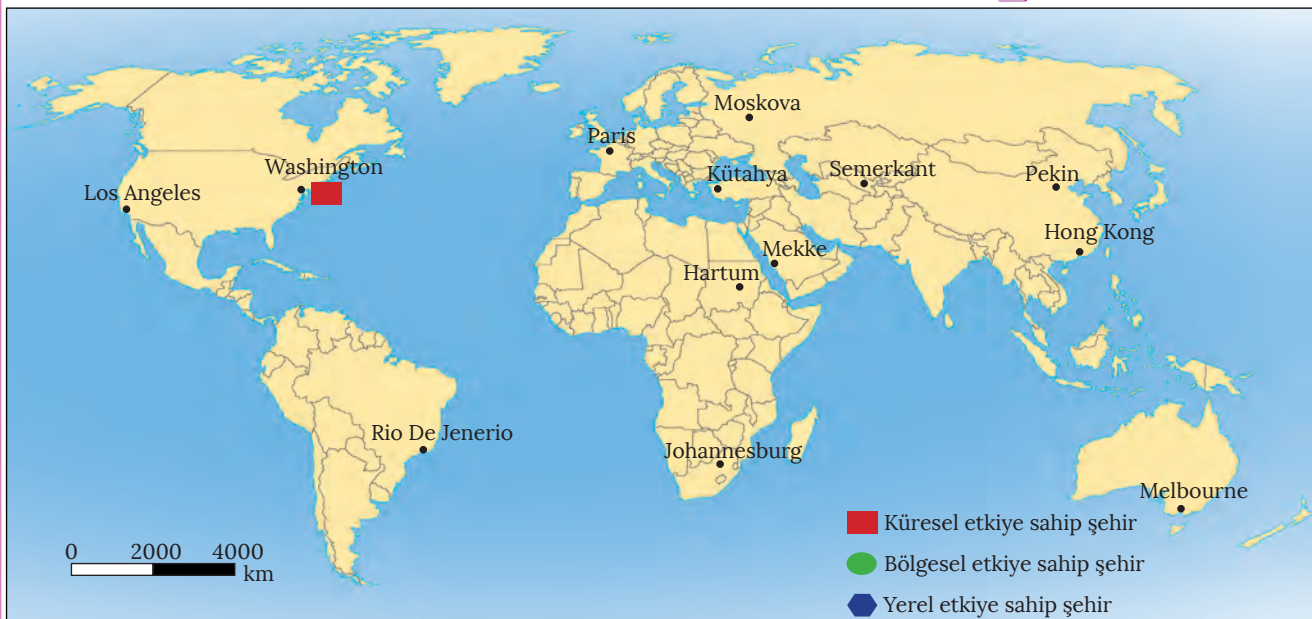 Moskova
Paris
Washington
Kütahya
Semerkant
Pekin
Los Angeles
Hong Kong
Mekke
Hartum
Rio De Jenerio
Johannesburg
Melbourne
Küresel etkiye sahip şehir
0 2000 4000
km
Bölgesel etkiye sahip şehir
Yerel etkiye sahip şehir